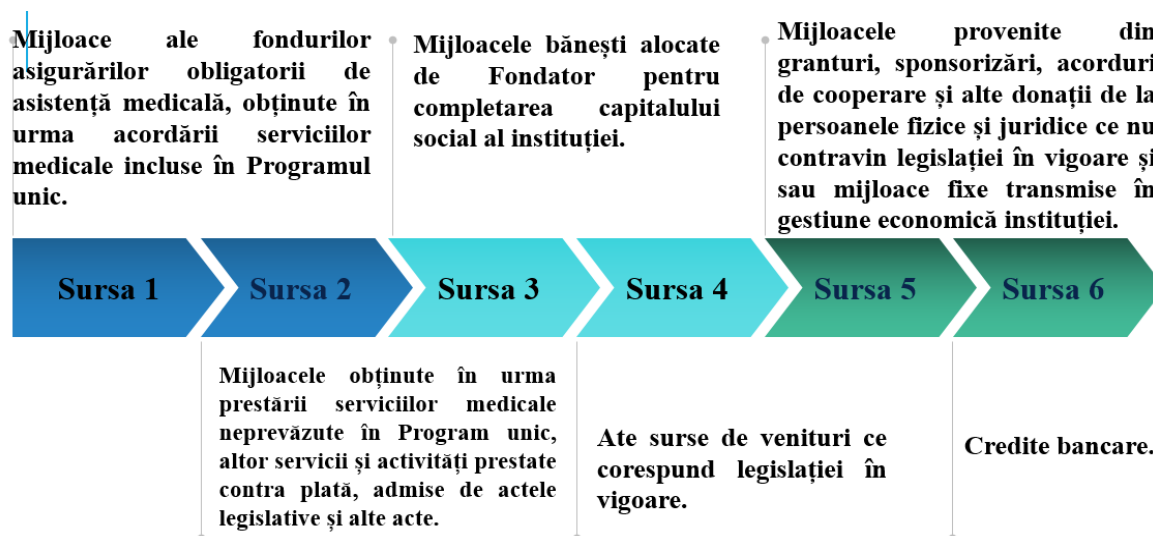 Mijloace ale fondurilor
asigurărilor obligatorii de
asistență medicală, obținute în
urma acordării serviciilor
medicale incluse în Programul
unic.
Mijloacele bănești alocate
de Fondator pentru
completarea capitalului
social al instituției.
Mijloacele provenite din
granturi, sponsorizări, acorduri
de cooperare și alte donații de la
persoanele fizice și juridice ce nu
contravin legislației în vigoare și
sau mijloace fixe transmise în
gestiune economică instituției.
Sursa 1
Sursa 2
Sursa 3
Sursa 4
Sursa 5
Sursa 6
Mijloacele obținute în urma
prestării serviciilor medicale
neprevăzute în Program unic,
altor servicii și activități prestate
contra plată, admise de actele
legislative și alte acte.
Ate surse de venituri ce
corespund legislației în
vigoare.
Credite bancare.